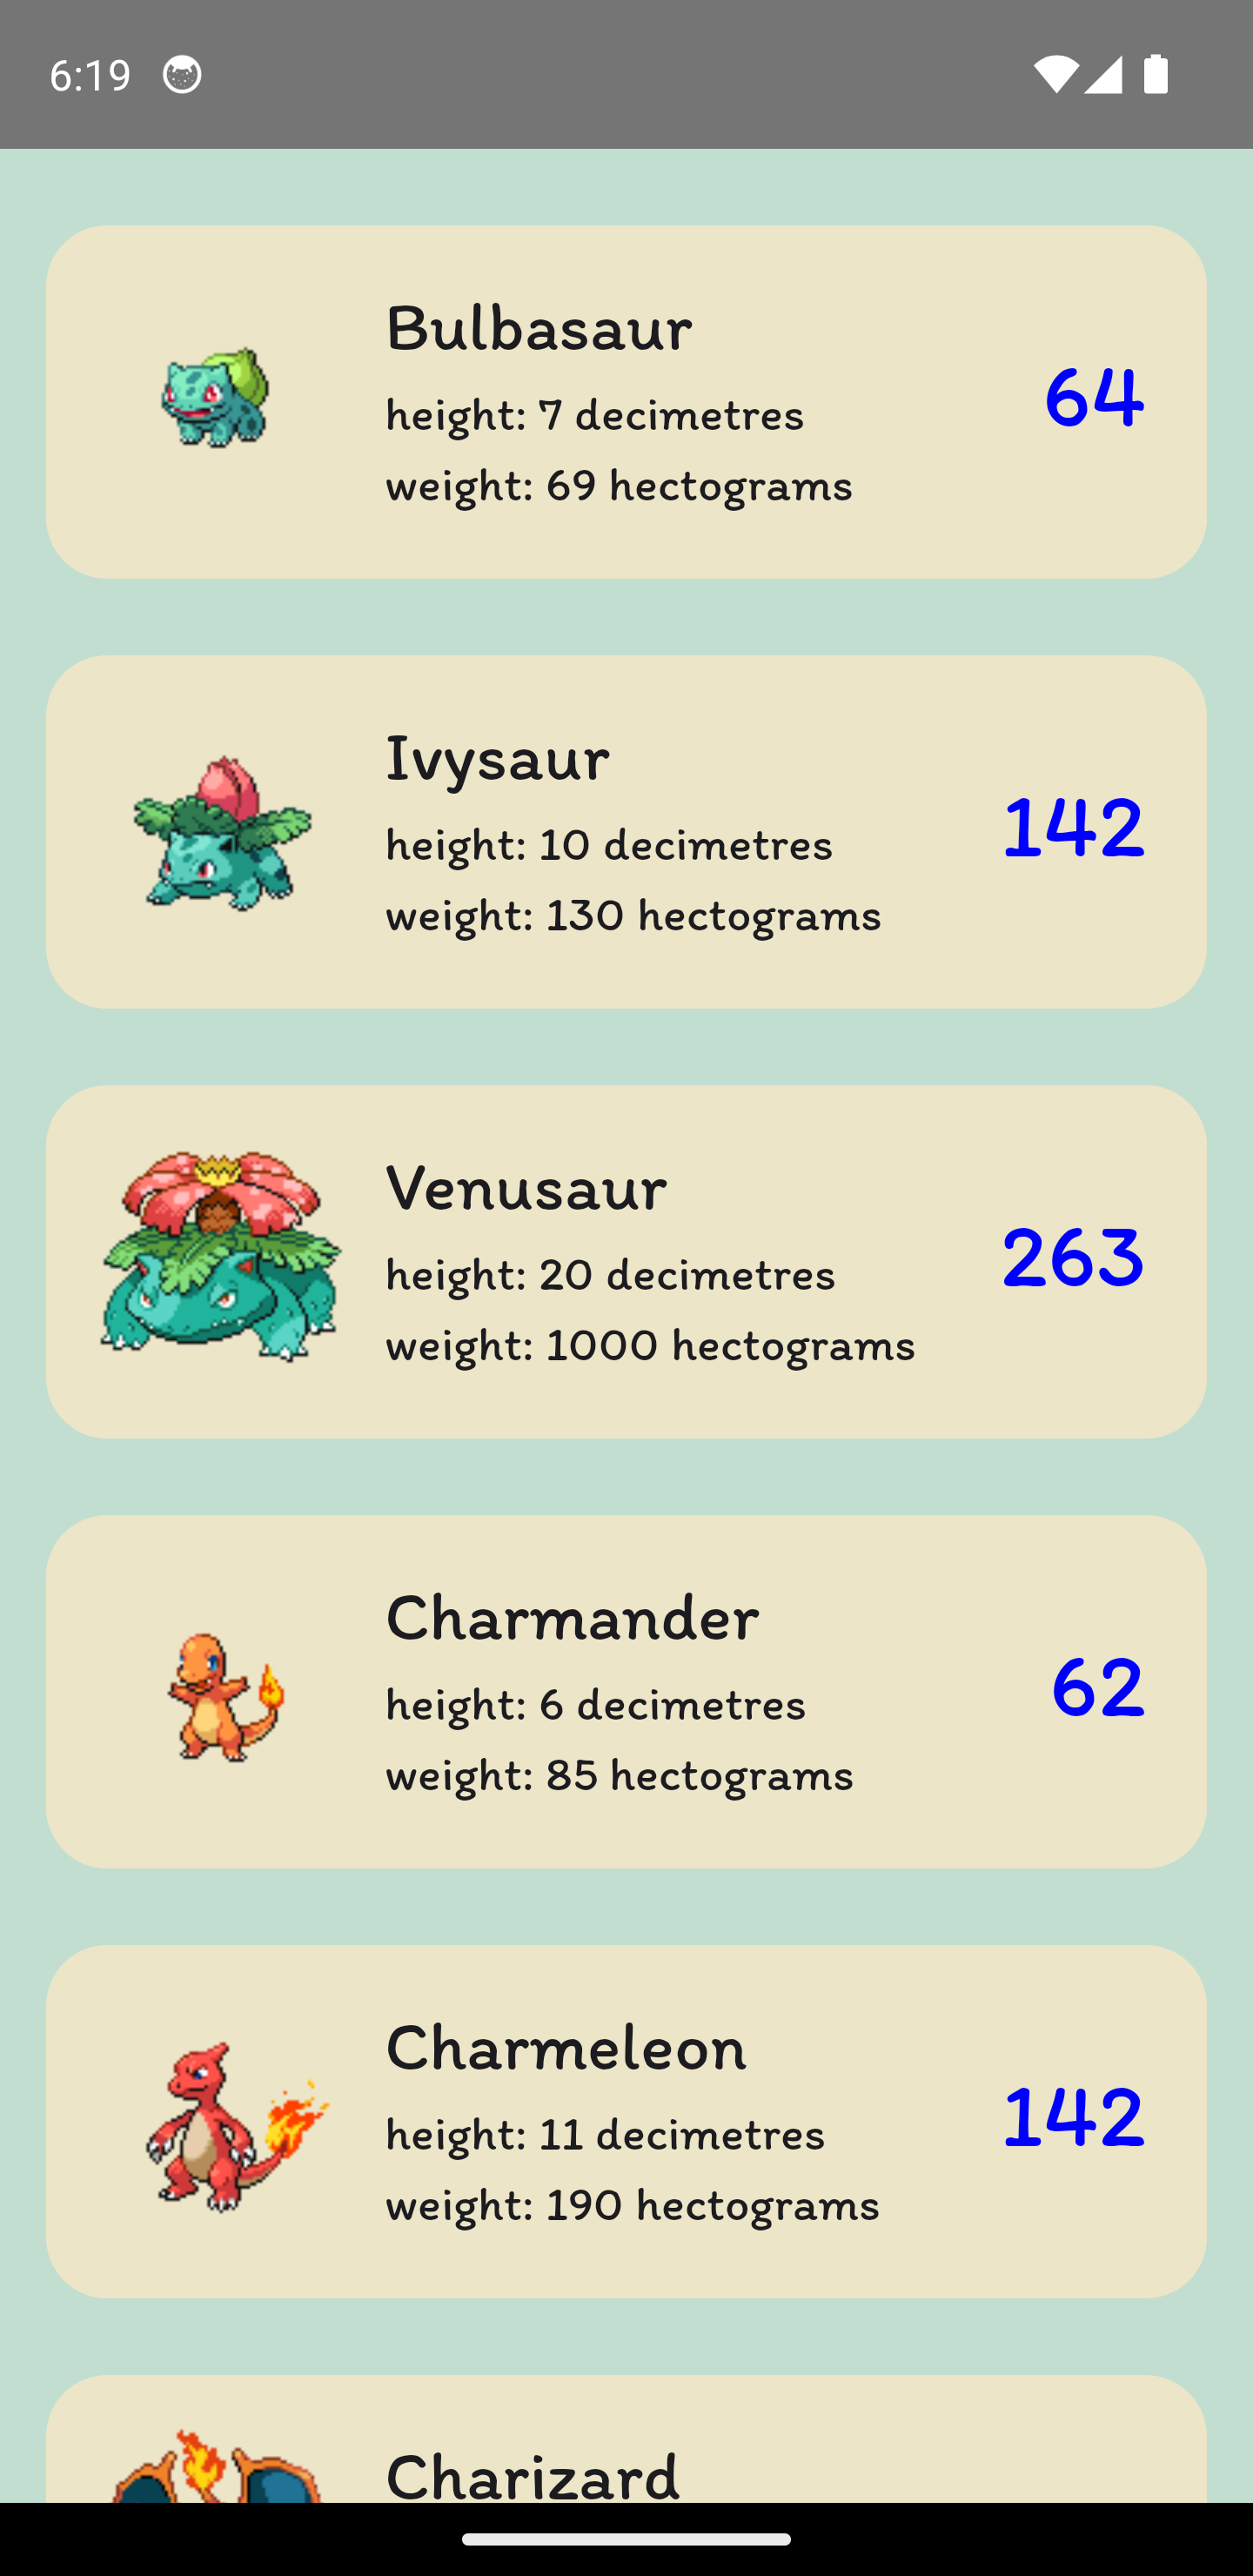 6:19
Bulbasaur
height: 7 decimetres
weight: 69 hectograms
64
Ivysaur
height: 10 decimetres
weight: 130 hectograms
142
Venusaur
height: 20 decimetres
weight: 1000 hectograms
263
Charmander
height: 6 decimetres
weight: 85 hectograms
62
Charmeleon
height: 11 decimetres
weight: 190 hectograms
142
Charizard